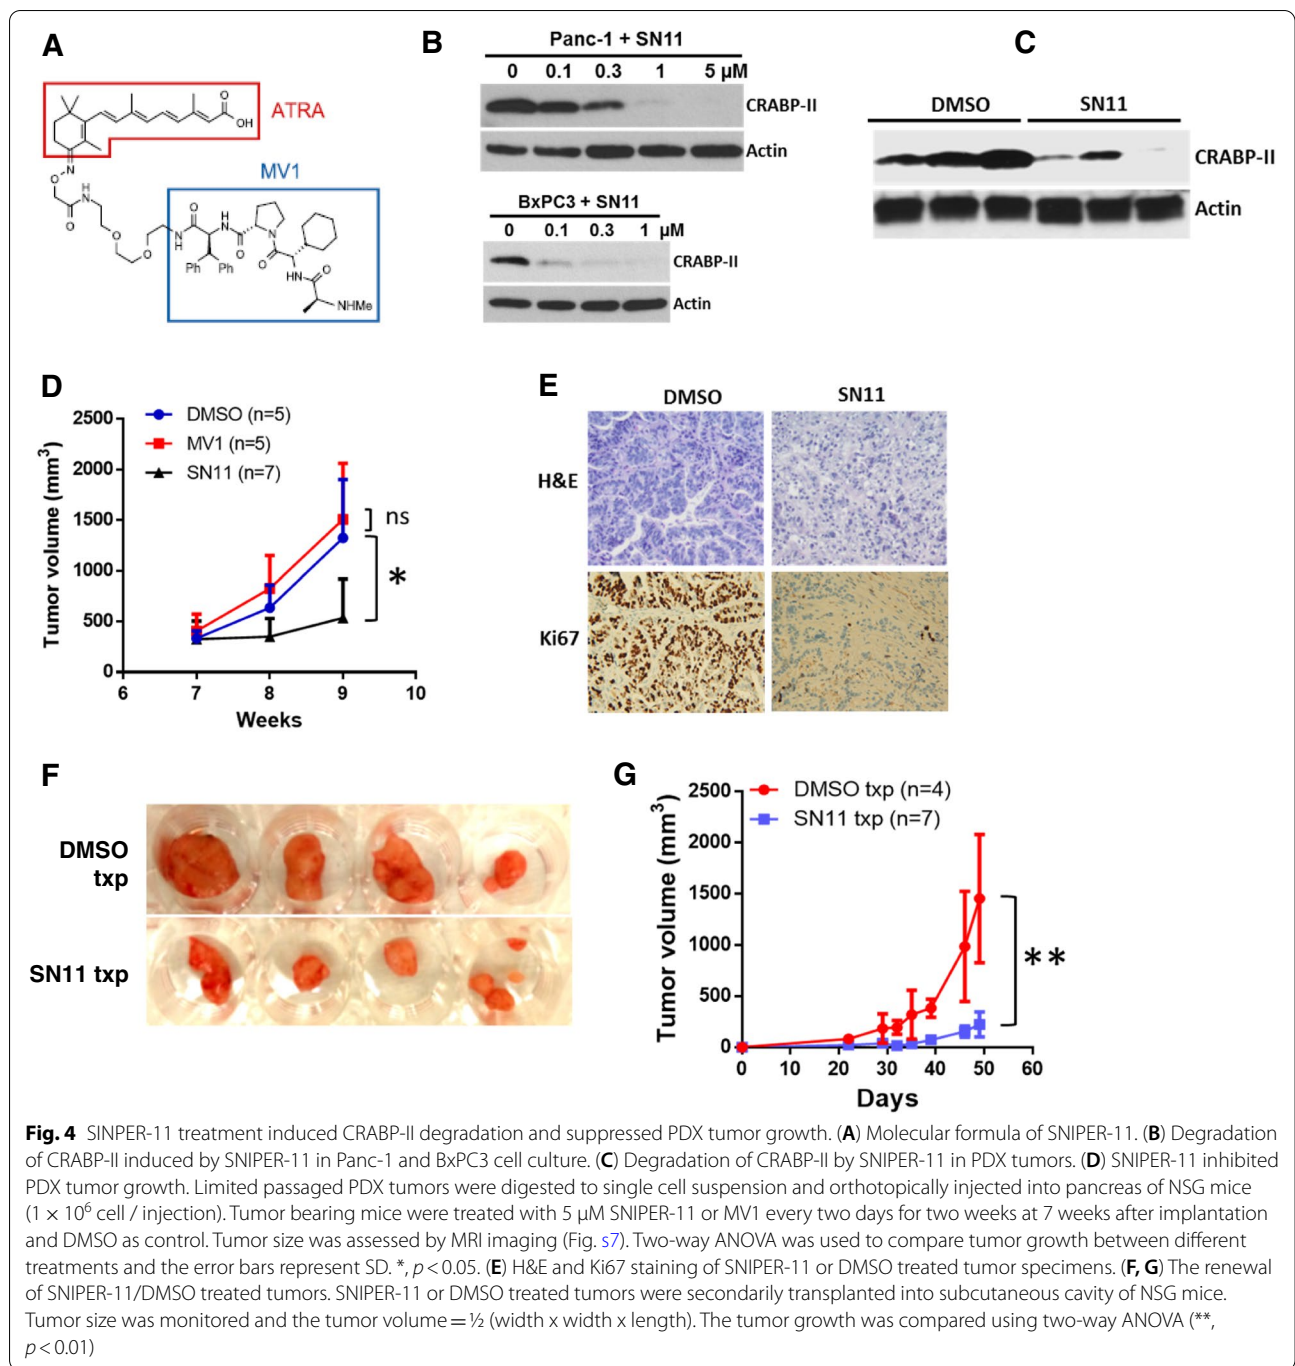 A
ATRA
OH
N
O
H
N
O
O
O
MV1
O
N
H
H
N
O
N
O
Ph
Ph
HN
O
NHMe
B
Panc-1 + SN11
0 0.1 0.3 1 5 µM
CRABP-II
Actin
BxPC3 + SN11
0 0.1 0.3 1 µM
CRABP-II
Actin
C
DMSO SN11
CRABP-II
Actin
D
DMSO (n=5)
MV1 (n=5)
SN11 (n=7)
Tumor volume (mm³)
2500
2000
1500
1000
500
0
6 7 8 9 10
Weeks
ns
*
E
DMSO SN11
H&E
Ki67
F
DMSO
txp
SN11 txp
G
DMSO txp (n=4)
SN11 txp (n=7)
Tumor volume (mm³)
2500
2000
1500
1000
500
0
0 10 20 30 40 50 60
Days
**
Fig. 4 SINPER-11 treatment induced CRABP-II degradation and suppressed PDX tumor growth. (A) Molecular formula of SNIPER-11. (B) Degradation
of CRABP-II induced by SNIPER-11 in Panc-1 and BxPC3 cell culture. (C) Degradation of CRABP-II by SNIPER-11 in PDX tumors. (D) SNIPER-11 inhibited
PDX tumor growth. Limited passaged PDX tumors were digested to single cell suspension and orthotopically injected into pancreas of NSG mice
(1 × 10⁶ cell / injection). Tumor bearing mice were treated with 5 µM SNIPER-11 or MV1 every two days for two weeks at 7 weeks after implantation
and DMSO as control. Tumor size was assessed by MRI imaging (Fig. s7). Two-way ANOVA was used to compare tumor growth between different
treatments and the error bars represent SD. *, p < 0.05. (E) H&E and Ki67 staining of SNIPER-11 or DMSO treated tumor specimens. (F, G) The renewal
of SNIPER-11/DMSO treated tumors. SNIPER-11 or DMSO treated tumors were secondarily transplanted into subcutaneous cavity of NSG mice.
Tumor size was monitored and the tumor volume = ½ (width x width x length). The tumor growth was compared using two-way ANOVA (**,
p < 0.01)